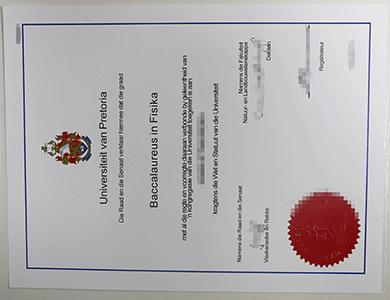 Universiteit van Pretoria
Die Raad en die Senaat verklaar hiermee dat die graad
Baccalaureus in Fisika
met al die regte en voorregte daaraan verbonde by geleentheid van
'n kongregasie van die Universiteit toegeken is aan
kragtens die Wet en Statuut van die Universiteit
Namens die Raad en die Senaat
Visekanselier en Rektor
Namens die Fakulteit
Natuur- en Landbouwetenskappe
Dekaan
Registrateur